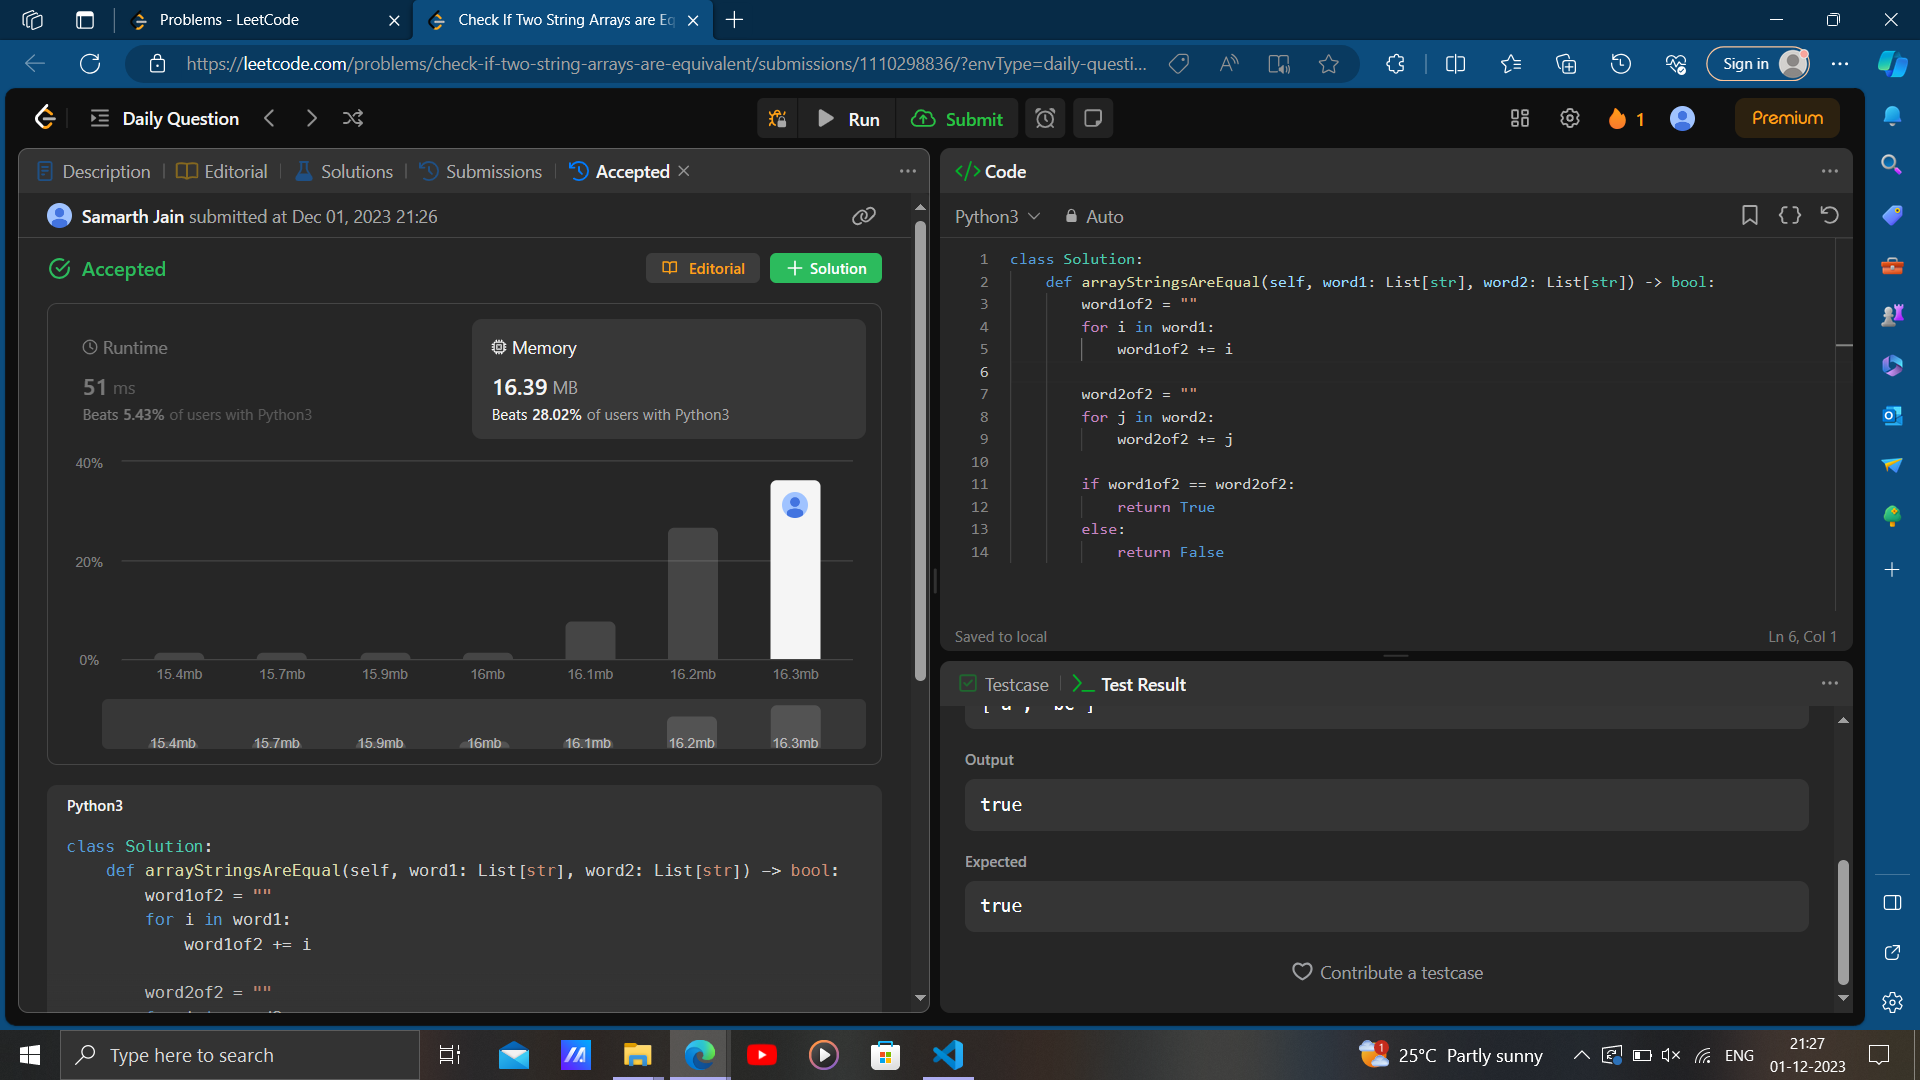 Problems - LeetCode
Check If Two String Arrays are Eq
https://leetcode.com/problems/check-if-two-string-arrays-are-equivalent/submissions/1110298836/?envType=daily-questi...
Sign in
Daily Question
Run
Submit
1
Premium
Description
Editorial
Solutions
Submissions
Accepted
Samarth Jain submitted at Dec 01, 2023 21:26
Accepted
Editorial
Solution
Runtime
51 ms
Beats 5.43% of users with Python3
Memory
16.39 MB
Beats 28.02% of users with Python3
40%
20%
0%
15.4mb 15.7mb 15.9mb 16mb 16.1mb 16.2mb 16.3mb
15.4mb 15.7mb 15.9mb 16mb 16.1mb 16.2mb 16.3mb
Python3
class Solution:
def arrayStringsAreEqual(self, word1: List[str], word2: List[str]) -> bool:
word1of2 = ""
for i in word1:
word1of2 += i
word2of2 = ""
</> Code
Python3
Auto
1 class Solution:
2 def arrayStringsAreEqual(self, word1: List[str], word2: List[str]) -> bool:
3 word1of2 = ""
4 for i in word1:
5 word1of2 += i
6
7 word2of2 = ""
8 for j in word2:
9 word2of2 += j
10
11 if word1of2 == word2of2:
12 return True
13 else:
14 return False
Saved to local
Ln 6, Col 1
Testcase
Test Result
Output
true
Expected
true
Contribute a testcase
Type here to search
1
25°C Partly sunny
ENG
21:27
01-12-2023